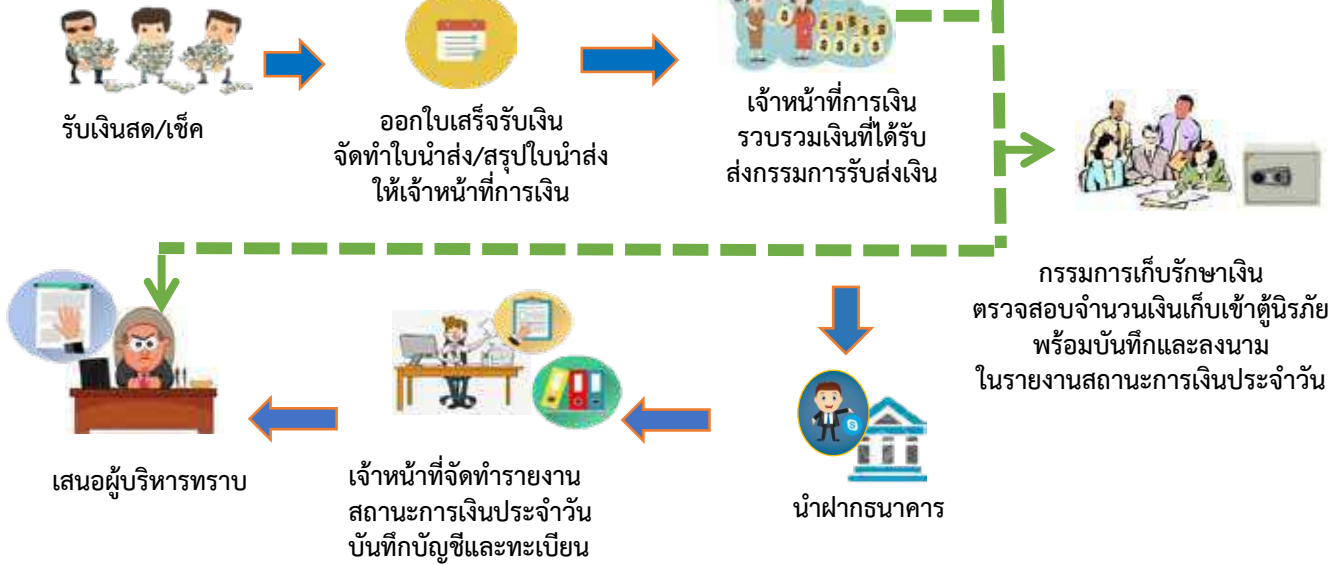 รับเงินสด/เช็ค
ออกใบเสร็จรับเงิน
จัดทำใบนำส่ง/สรุปใบนำส่ง
ให้เจ้าหน้าที่การเงิน
เจ้าหน้าที่การเงิน
รวบรวมเงินที่ได้รับ
ส่งกรรมการรับส่งเงิน
กรรมการเก็บรักษาเงิน
ตรวจสอบจำนวนเงินเก็บเข้าตู้นิรภัย
พร้อมบันทึกและลงนาม
ในรายงานสถานะการเงินประจำวัน
นำฝากธนาคาร
เจ้าหน้าที่จัดทำรายงาน
สถานะการเงินประจำวัน
บันทึกบัญชีและทะเบียน
เสนอผู้บริหารทราบ